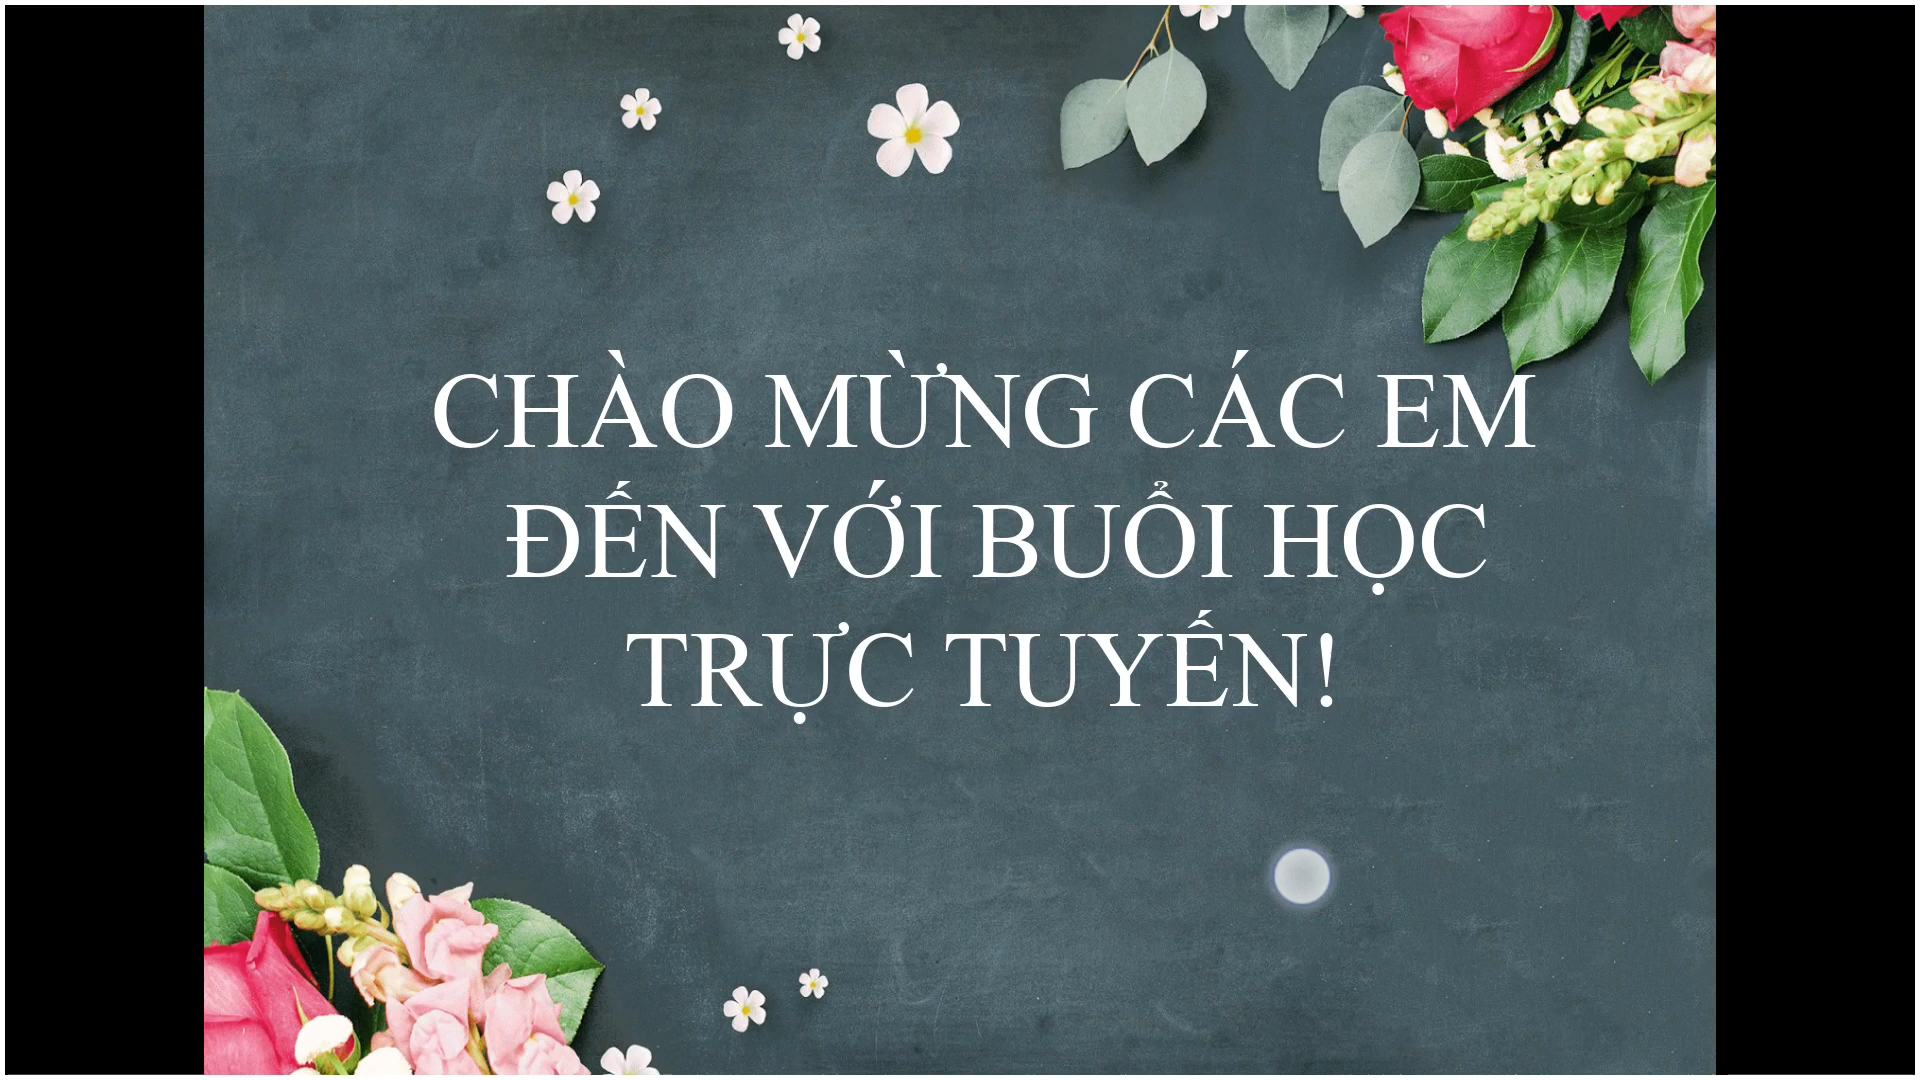 CHÀO MỪNG CÁC EM
ĐẾN VỚI BUỔI HỌC
TRỰC TUYẾN!